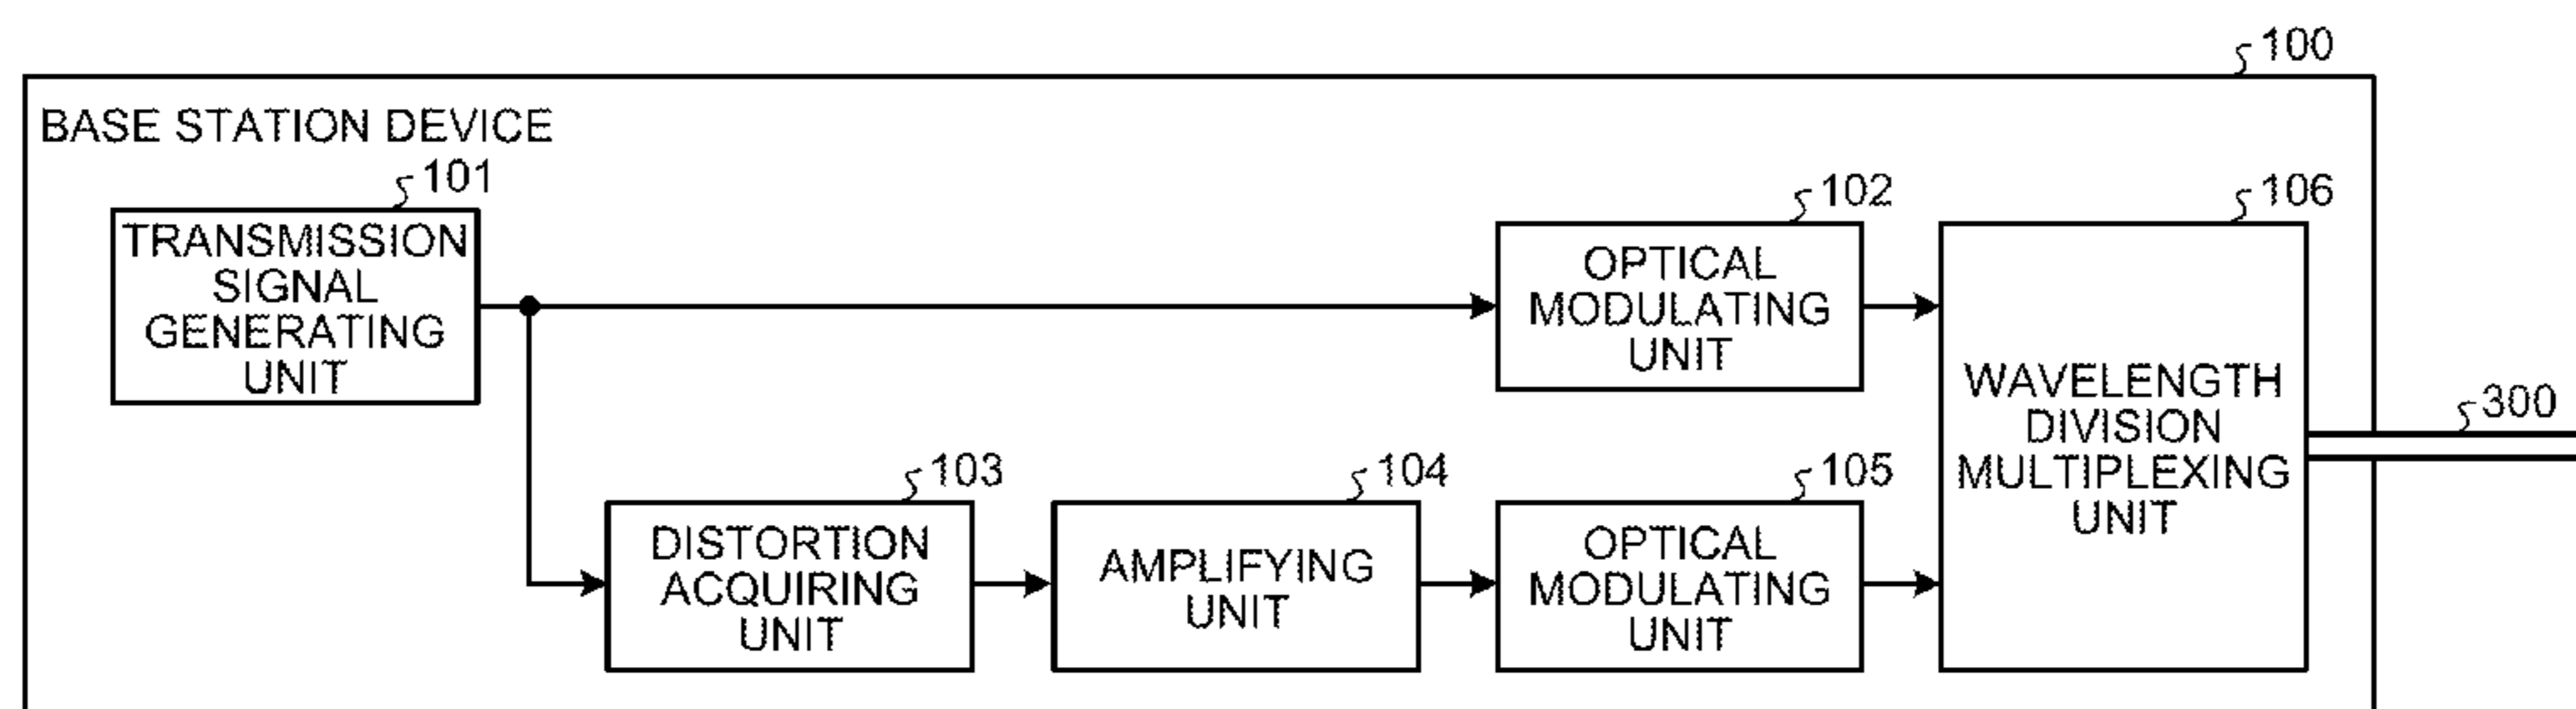 100
BASE STATION DEVICE
101
TRANSMISSION
SIGNAL
GENERATING
UNIT
102
OPTICAL
MODULATING
UNIT
106
WAVELENGTH
DIVISION
MULTIPLEXING
UNIT
300
103
DISTORTION
ACQUIRING
UNIT
104
AMPLIFYING
UNIT
105
OPTICAL
MODULATING
UNIT